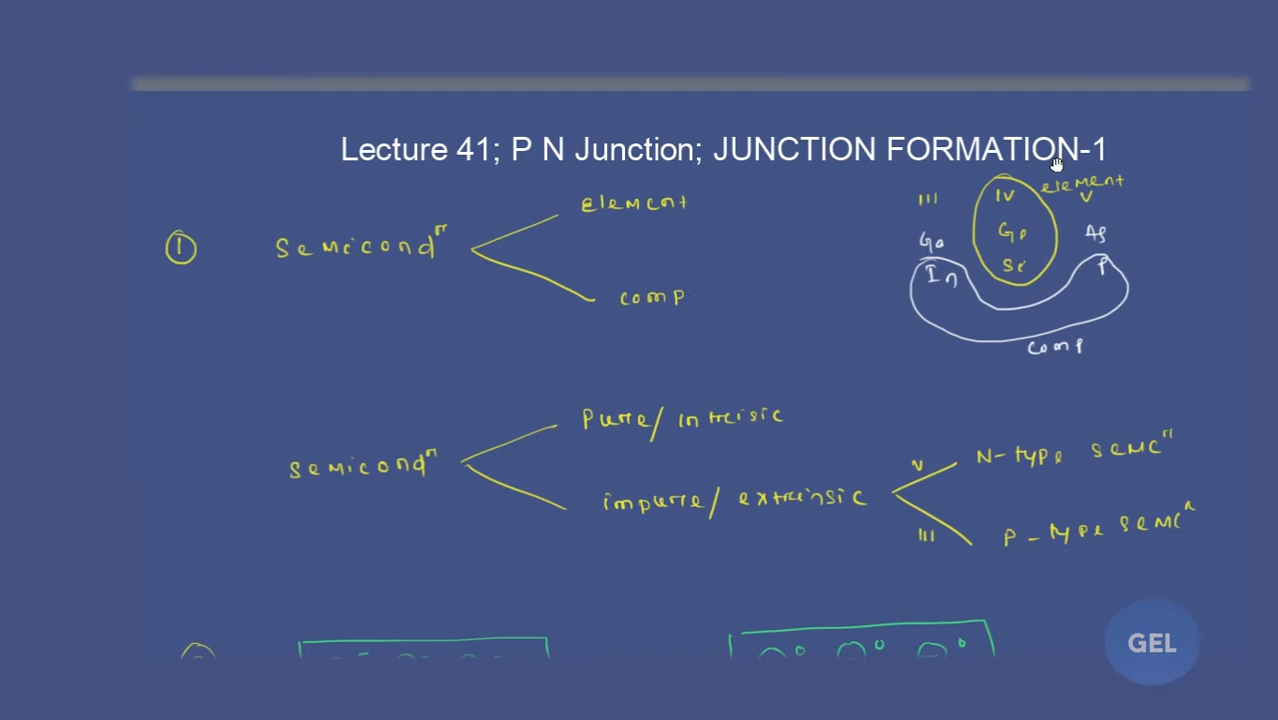 Lecture 41; P N Junction; JUNCTION FORMATION-1
III IV element V
① Semicondⁿ element
Ga Ge As
In Si P
comp
comp
Pure/intrisic
Semicondⁿ
V N-type semcⁿ
impure/extrinsic
III P-type semcⁿ
GEL